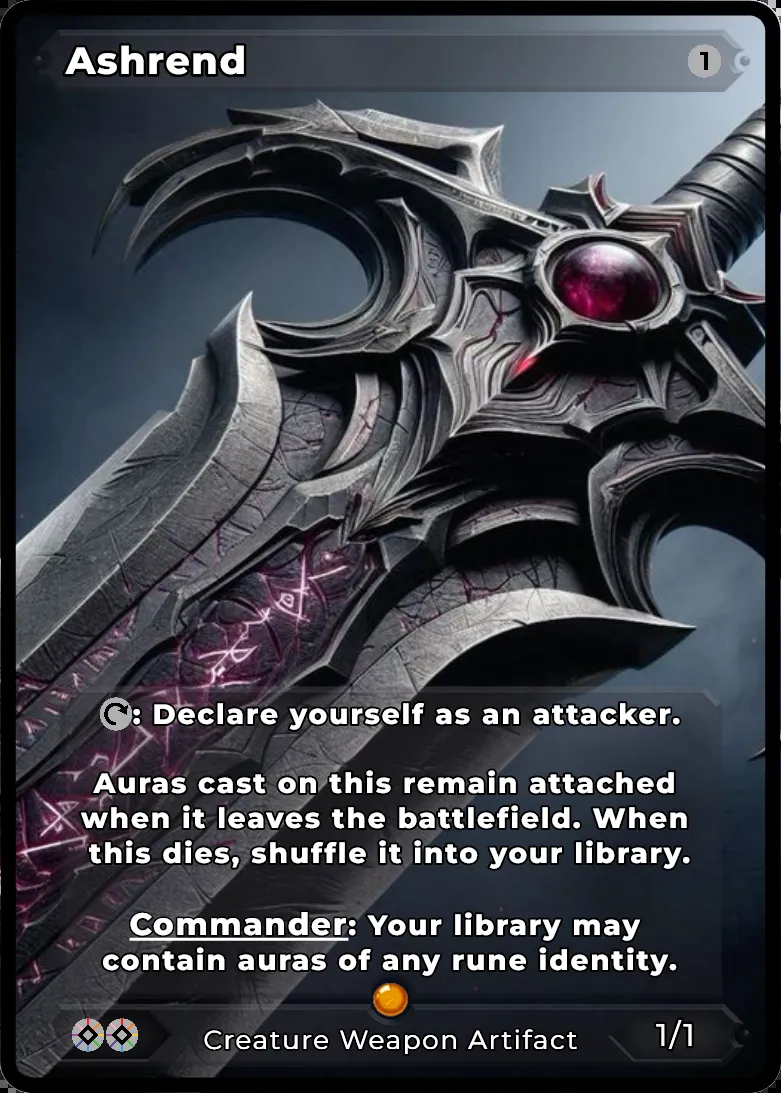 Ashrend
1
: Declare yourself as an attacker.
Auras cast on this remain attached
when it leaves the battlefield. When
this dies, shuffle it into your library.
Commander: Your library may
contain auras of any rune identity.
Creature Weapon Artifact
1/1